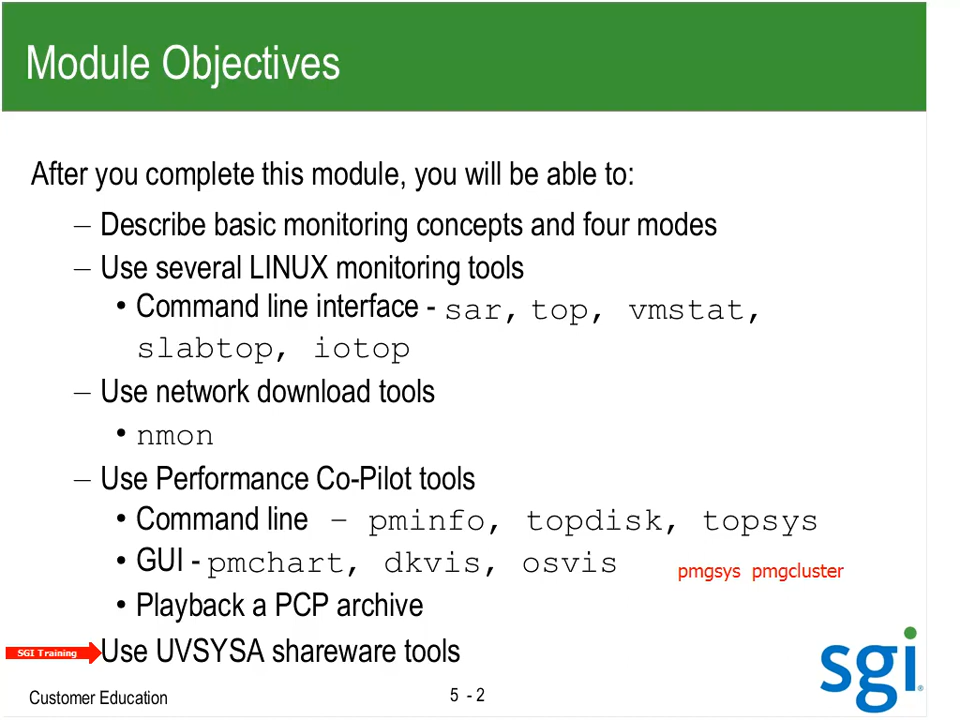 Module Objectives
After you complete this module, you will be able to:
– Describe basic monitoring concepts and four modes
– Use several LINUX monitoring tools
• Command line interface - sar, top, vmstat,
slabtop, iotop
– Use network download tools
• nmon
– Use Performance Co-Pilot tools
• Command line – pminfo, topdisk, topsys
• GUI - pmchart, dkvis, osvis pmgsys pmgcluster
• Playback a PCP archive
SGI Training Use UVSYSA shareware tools
sgi®
Customer Education 5 - 2